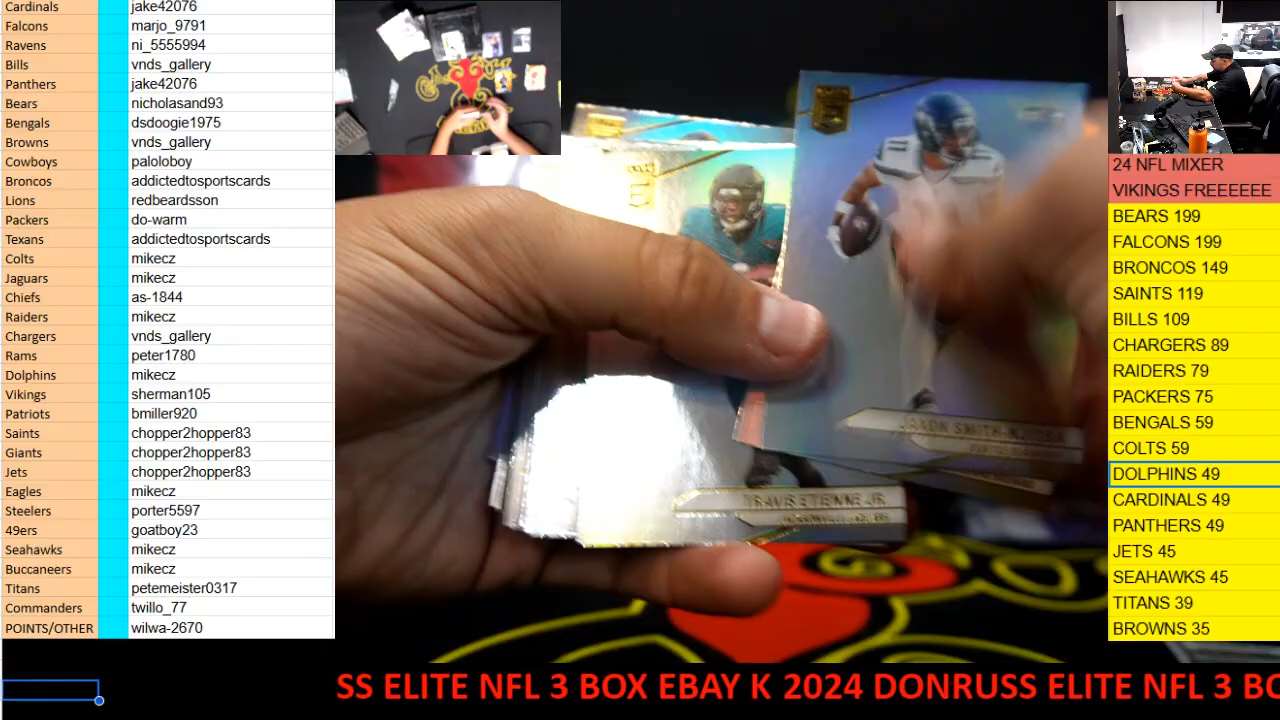 Cardinals jake42076
Falcons marjo_9791
Ravens ni_5555994
Bills vnds_gallery
Panthers jake42076
Bears nicholasand93
Bengals dsdoogie1975
Browns vnds_gallery
Cowboys paloloboy
Broncos addictedtosportscards
Lions redbeardsson
Packers do-warm
Texans addictedtosportscards
Colts mikecz
Jaguars mikecz
Chiefs as-1844
Raiders mikecz
Chargers vnds_gallery
Rams peter1780
Dolphins mikecz
Vikings sherman105
Patriots bmiller920
Saints chopper2hopper83
Giants chopper2hopper83
Jets chopper2hopper83
Eagles mikecz
Steelers porter5597
49ers goatboy23
Seahawks mikecz
Buccaneers mikecz
Titans petemeister0317
Commanders twillo_77
POINTS/OTHER wilwa-2670
TRAVIS ETIENNE JR.
24 NFL MIXER
VIKINGS FREEEEEE
BEARS 199
FALCONS 199
BRONCOS 149
SAINTS 119
BILLS 109
CHARGERS 89
RAIDERS 79
PACKERS 75
BENGALS 59
COLTS 59
DOLPHINS 49
CARDINALS 49
PANTHERS 49
JETS 45
SEAHAWKS 45
TITANS 39
BROWNS 35
SS ELITE NFL 3 BOX EBAY K 2024 DONRUSS ELITE NFL 3 BO